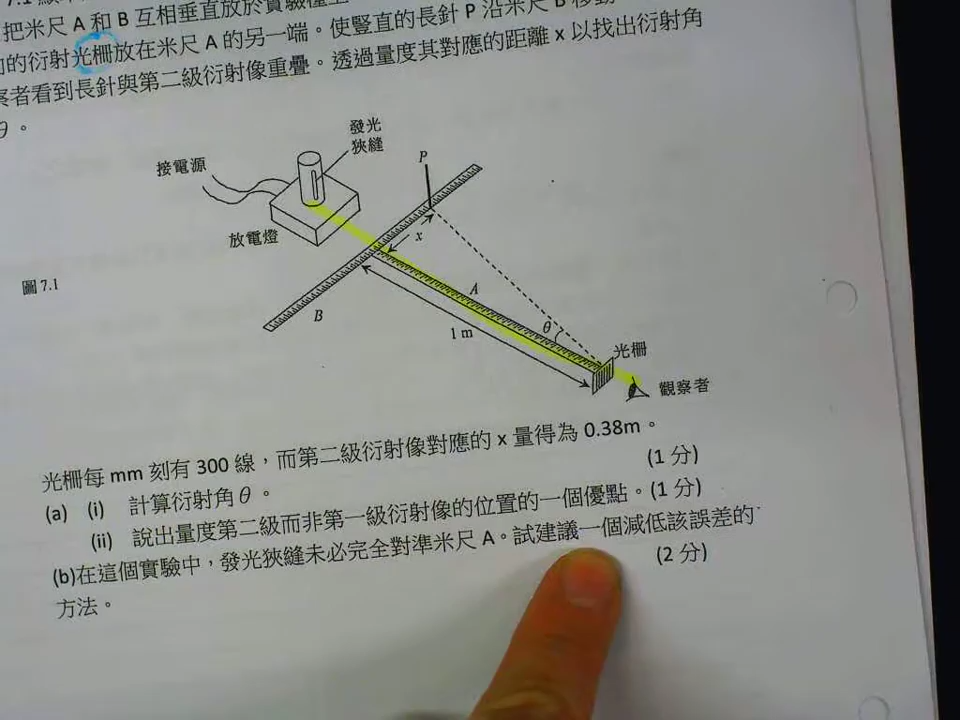 把米尺 A 和 B 互相垂直放於實驗
的衍射光柵放在米尺 A 的另一端。使豎直的長針 P 沿米尺 B 移動
察者看到長針與第二級衍射像重疊。透過量度其對應的距離 x 以找出衍射角
θ。
發光
狹縫
接電源
P
放電燈
x
圖 7.1
A
B
1 m
θ
光柵
觀察者
光柵每 mm 刻有 300 線，而第二級衍射像對應的 x 量得為 0.38m。
(a) (i) 計算衍射角θ。 (1 分)
(ii) 說出量度第二級而非第一級衍射像的位置的一個優點。(1 分)
(b)在這個實驗中，發光狹縫未必完全對準米尺 A。試建議一個減低該誤差的
方法。 (2 分)